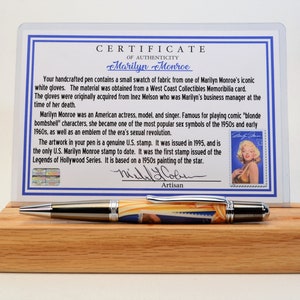 CERTIFICATE
OF AUTHENTICITY
Marilyn Monroe
Your handcrafted pen contains a small swatch of fabric from one of Marilyn Monroe's iconic
white gloves. The material was obtained from a West Coast Collectibles Memorbilia card.
The gloves were originally acquired from Inez Melson who was Marilyn's business manager at the
time of her death.
Marilyn Monroe was an American actress, model, and singer. Famous for playing comic "blonde
bombshell" characters, she became one of the most popular sex symbols of the 1950s and early
1960s, as well as an emblem of the era's sexual revolution.
The artwork in your pen is a genuine U.S. stamp. It was issued in 1995, and is
the only U.S. Marilyn Monroe stamp to date. It was the first stamp issued of the
Legends of Hollywood Series. It is based on a 1950s painting of the star.
Artisan